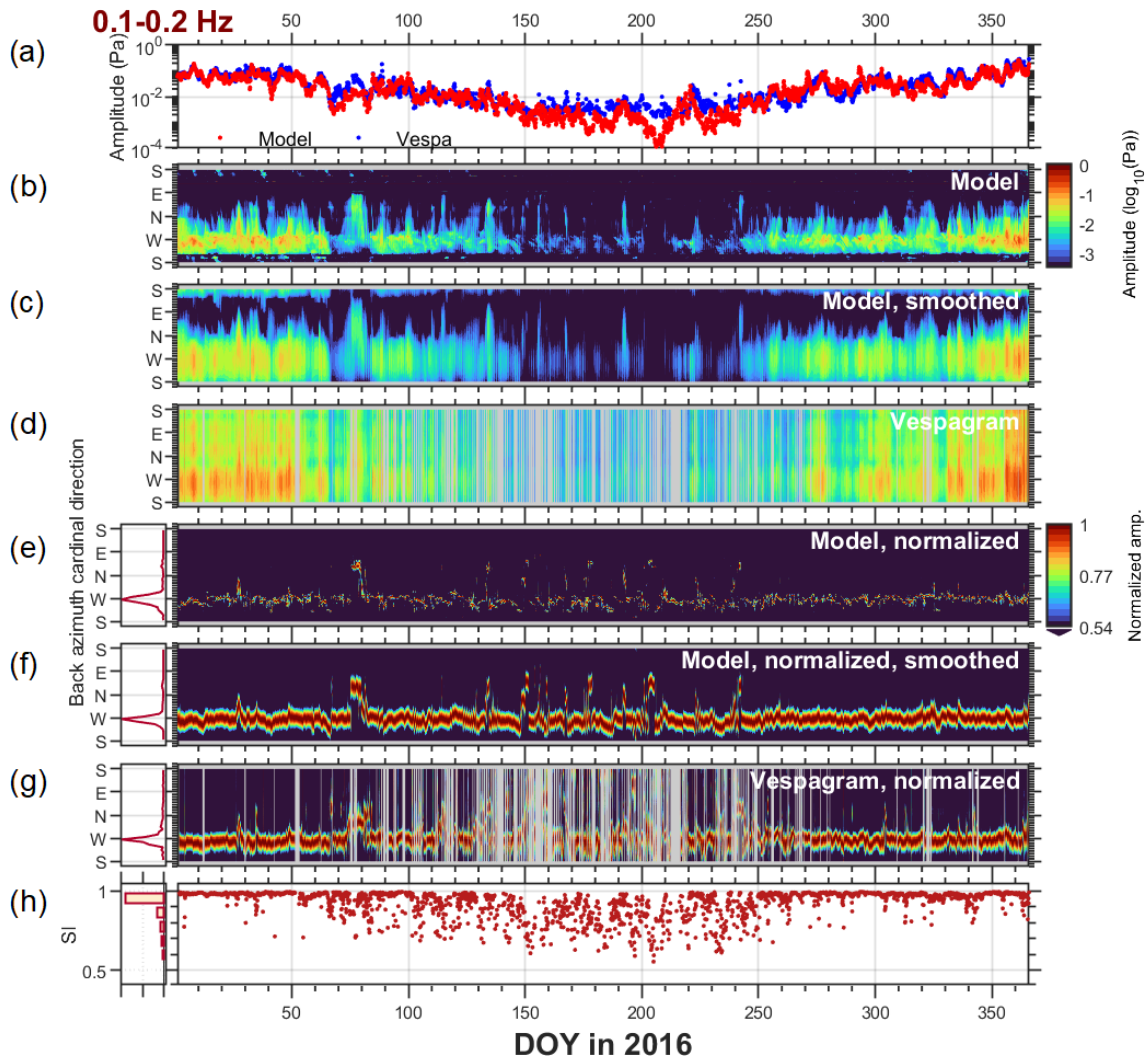 0.1-0.2 Hz
50 100 150 200 250 300 350
(a)
Amplitude (Pa)
10^0
10^-2
10^-4
Model Vespa
(b)
S
E
N
W
S
Model
0
-1
-2
-3
Amplitude (log10(Pa))
(c)
S
E
N
W
S
Model, smoothed
(d)
S
E
N
W
S
Vespagram
Back azimuth cardinal direction
(e)
S
E
N
W
S
Model, normalized
1
0.77
0.54
Normalized amp.
(f)
S
E
N
W
S
Model, normalized, smoothed
(g)
S
E
N
W
S
Vespagram, normalized
(h)
SI
1
0.5
50 100 150 200 250 300 350
DOY in 2016